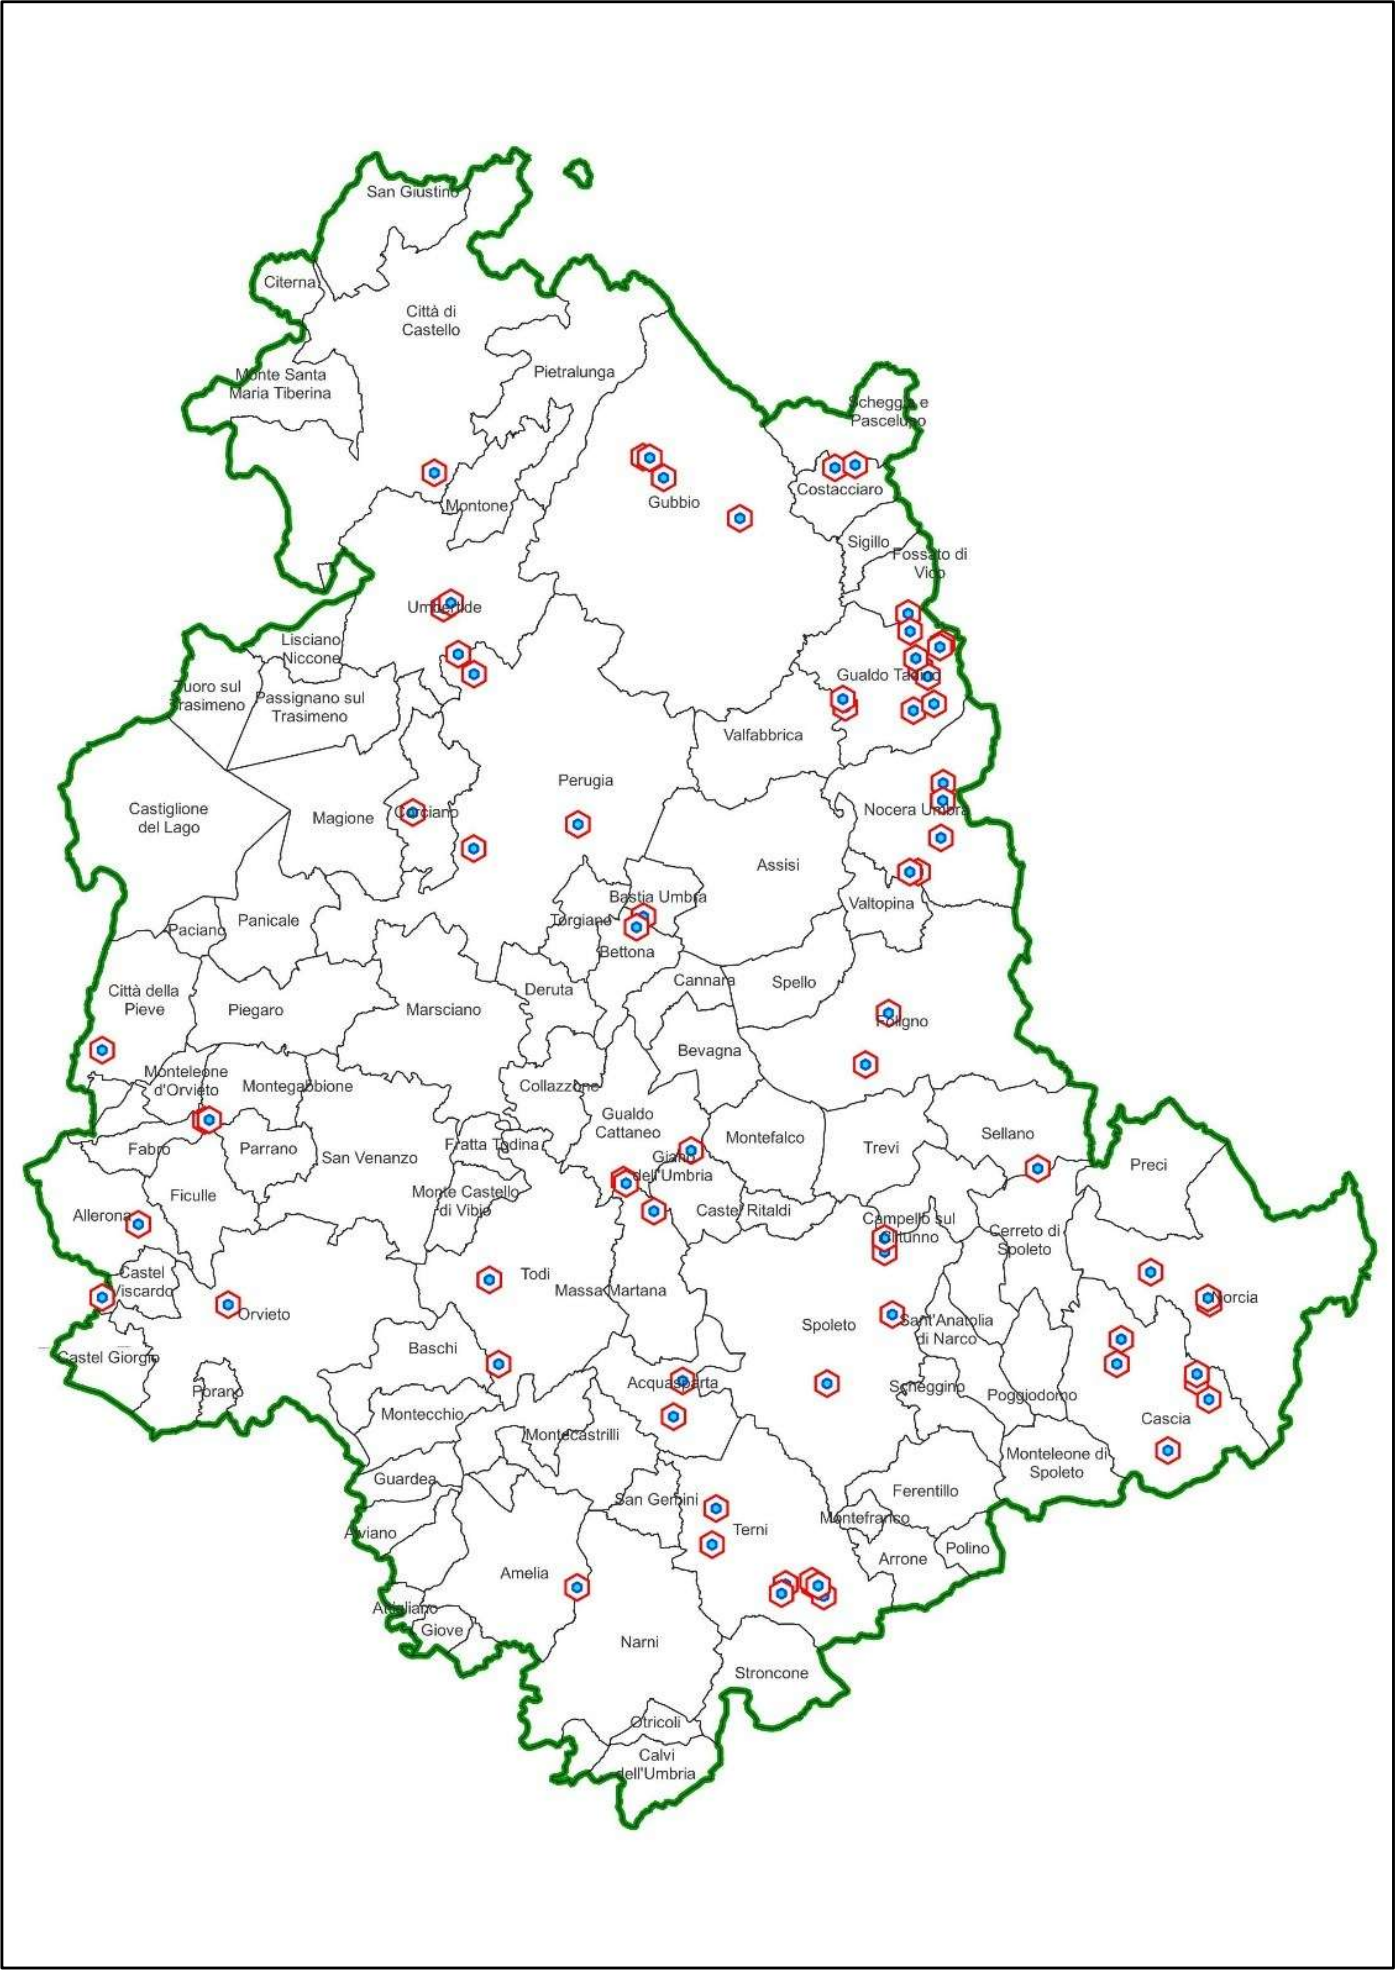 San Giustino
Citerna
Città di
Castello
Monte Santa
Maria Tiberina
Pietralunga
Scheggia e
Pascelupo
Costacciaro
Montone
Gubbio
Sigillo
Fossato di
Vico
Umbertide
Lisciano
Niccone
Tuoro sul
Trasimeno
Passignano sul
Trasimeno
Gualdo Tadino
Valfabbrica
Perugia
Castiglione
del Lago
Magione
Corciano
Nocera Umbra
Assisi
Bastia Umbra
Valtopina
Torgiano
Paciano
Panicale
Bettona
Cannara
Spello
Deruta
Città della
Pieve
Piegaro
Marsciano
Foligno
Bevagna
Monteleone
d'Orvieto
Montegabbione
Collazzone
Gualdo
Cattaneo
Montefalco
Trevi
Sellano
Fabro
Parrano
San Venanzo
Fratta Todina
Giano
dell'Umbria
Preci
Ficulle
Monte Castello
di Vibio
Castel Ritaldi
Allerona
Campello sul
Clitunno
Cerreto di
Spoleto
Castel
Viscardo
Todi
Massa Martana
Norcia
Orvieto
Spoleto
Sant'Anatolia
di Narco
Castel Giorgio
Baschi
Porano
Acquasparta
Scheggino
Poggiodomo
Montecchio
Cascia
Montecastrilli
Monteleone di
Spoleto
Guardea
San Gemini
Ferentillo
Alviano
Terni
Montefranco
Polino
Arrone
Amelia
Attigliano
Giove
Narni
Stroncone
Otricoli
Calvi
dell'Umbria